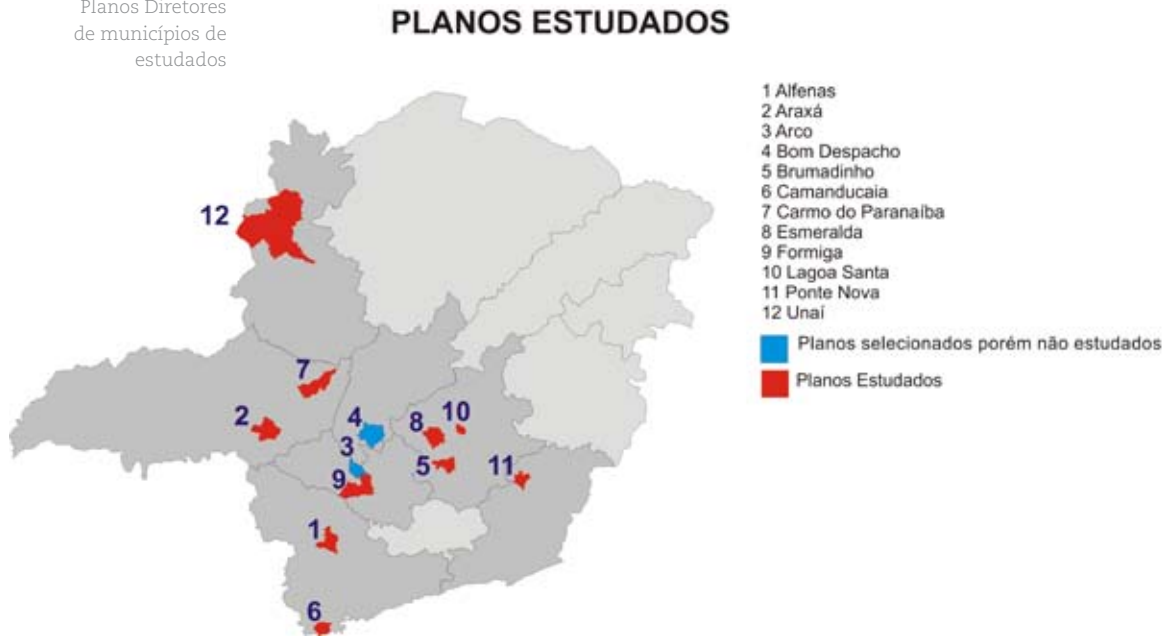 Planos Diretores
de municípios de
estudados
PLANOS ESTUDADOS
1 Alfenas
2 Araxá
3 Arco
4 Bom Despacho
5 Brumadinho
6 Camanducaia
7 Carmo do Paranaíba
8 Esmeralda
9 Formiga
10 Lagoa Santa
11 Ponte Nova
12 Unaí
Planos selecionados porém não estudados
Planos Estudados
12
7
2
4
8
10
3
5
11
9
1
6